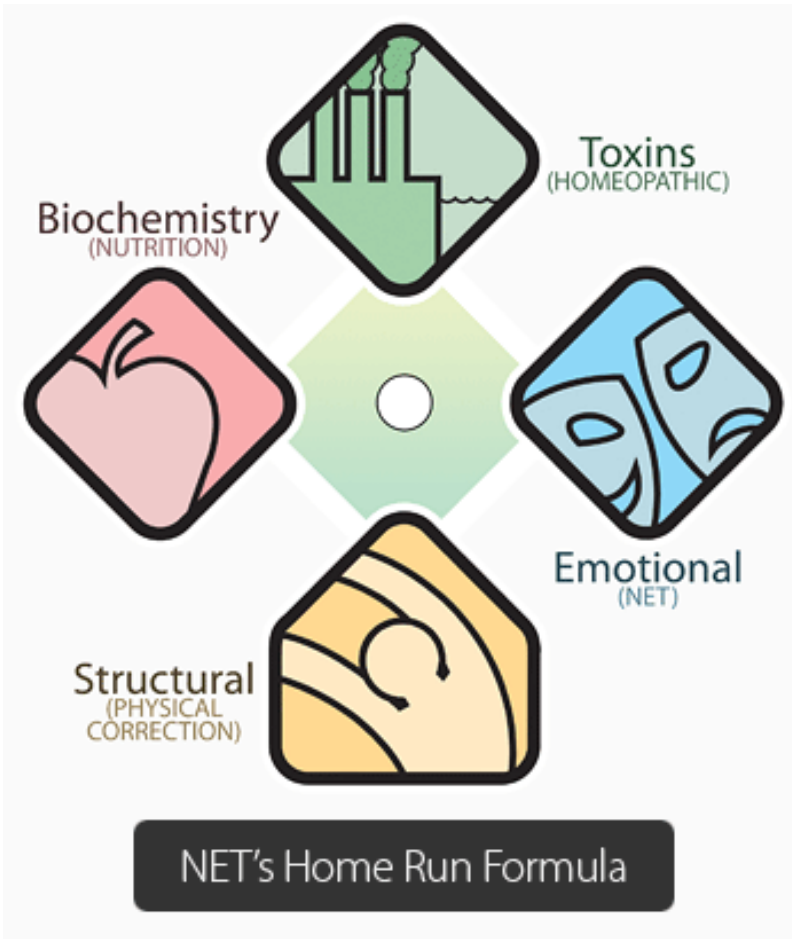 Toxins
(HOMEOPATHIC)
Biochemistry
(NUTRITION)
Emotional
(NET)
Structural
(PHYSICAL
CORRECTION)
NET's Home Run Formula